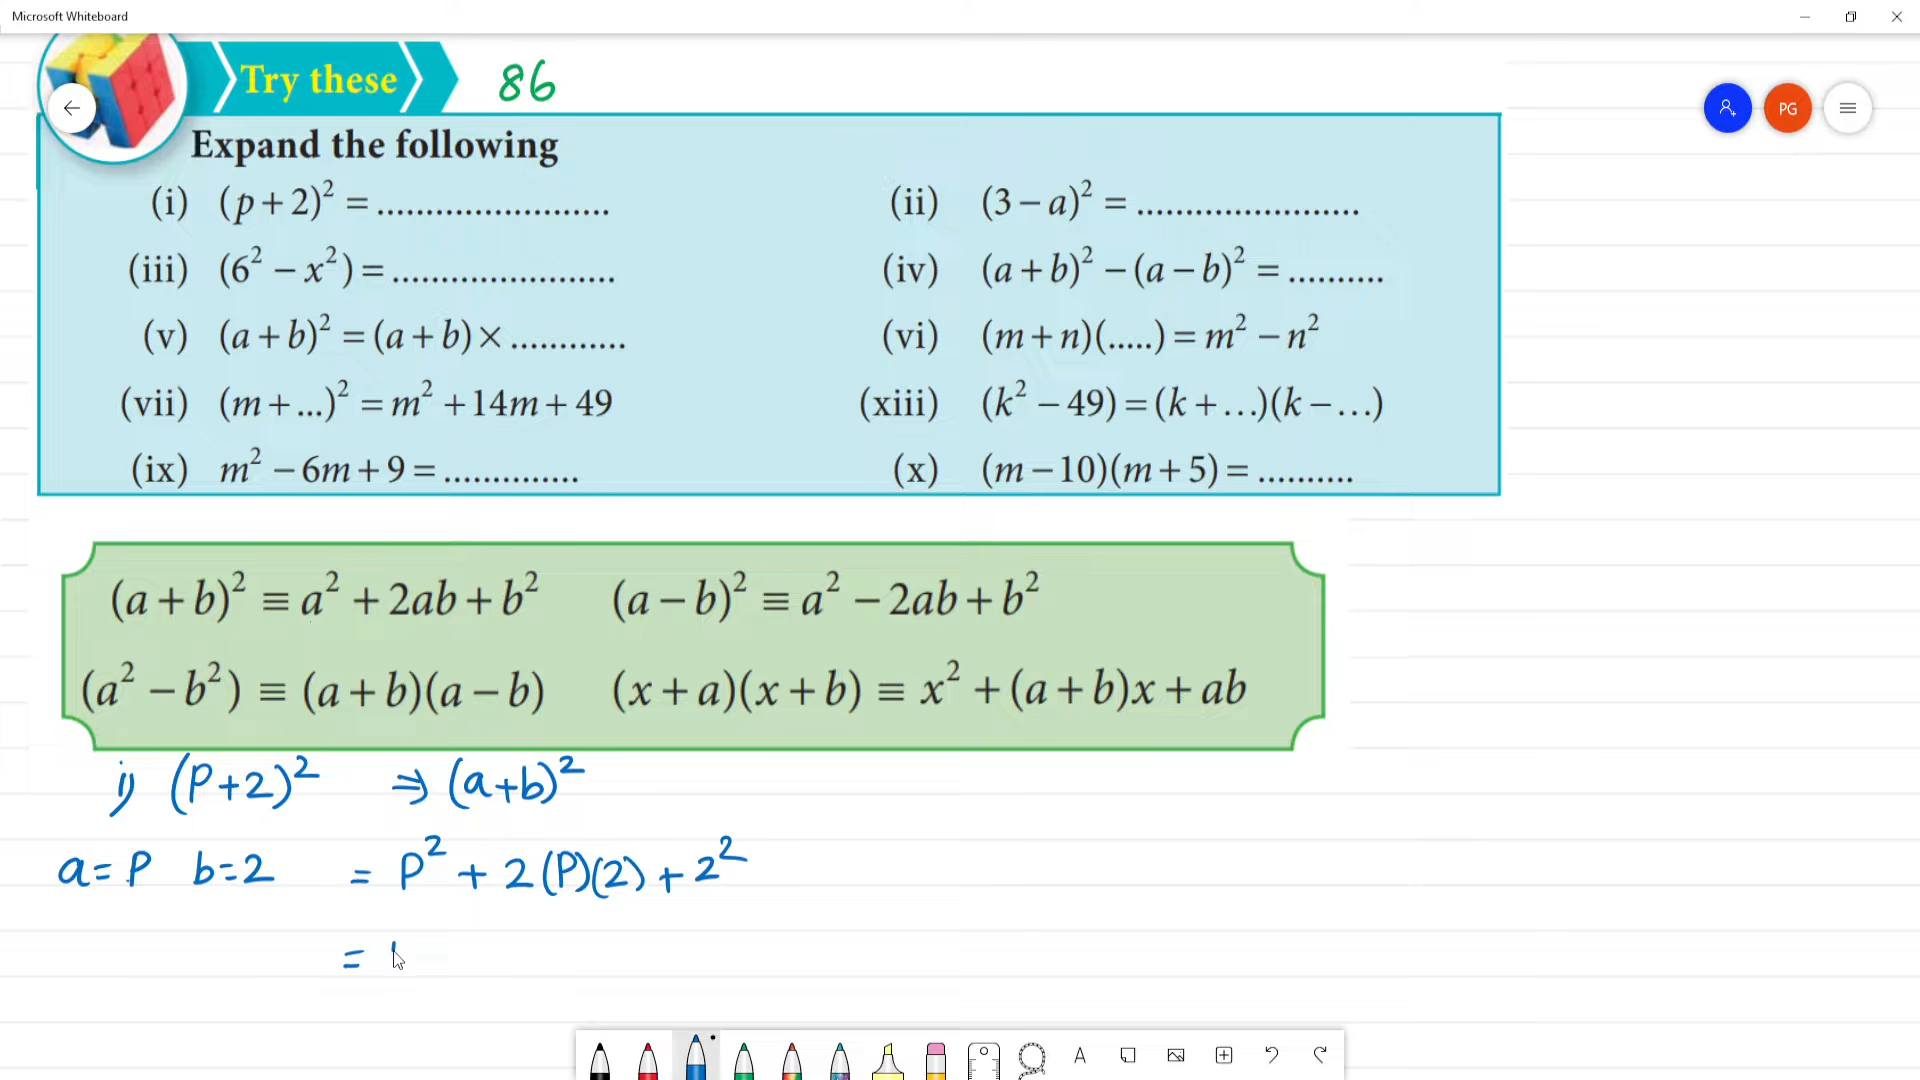 Microsoft Whiteboard
Try these 86
PG
Expand the following
(i) (p + 2)² = ........................
(ii) (3 − a)² = .......................
(iii) (6² − x²) = .......................
(iv) (a + b)² − (a − b)² = ..........
(v) (a + b)² = (a + b) × ............
(vi) (m + n)(.....) = m² − n²
(vii) (m + ...)² = m² + 14m + 49
(xiii) (k² − 49) = (k + ...)(k − ...)
(ix) m² − 6m + 9 = ..............
(x) (m − 10)(m + 5) = ..........
(a + b)² ≡ a² + 2ab + b² (a − b)² ≡ a² − 2ab + b²
(a² − b²) ≡ (a + b)(a − b) (x + a)(x + b) ≡ x² + (a + b)x + ab
i) (P+2)² ⇒ (a+b)²
a = P b = 2 = P² + 2(P)(2) + 2²
=
A